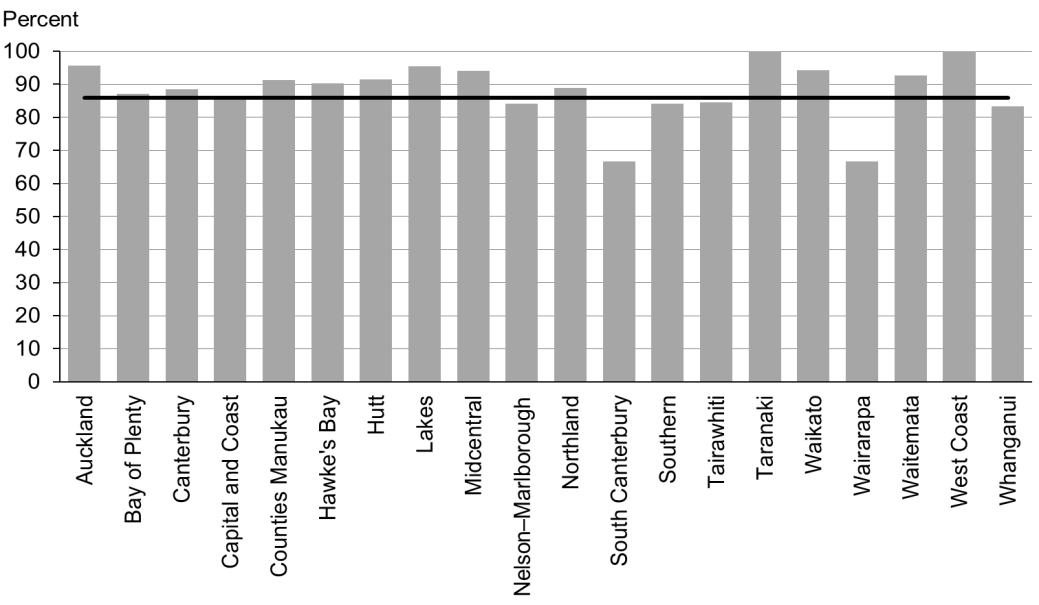 Percent
100
90
80
70
60
50
40
30
20
10
0
Auckland
Bay of Plenty
Canterbury
Capital and Coast
Counties Manukau
Hawke's Bay
Hutt
Lakes
Midcentral
Nelson–Marlborough
Northland
South Canterbury
Southern
Tairawhiti
Taranaki
Waikato
Wairarapa
Waitemata
West Coast
Whanganui